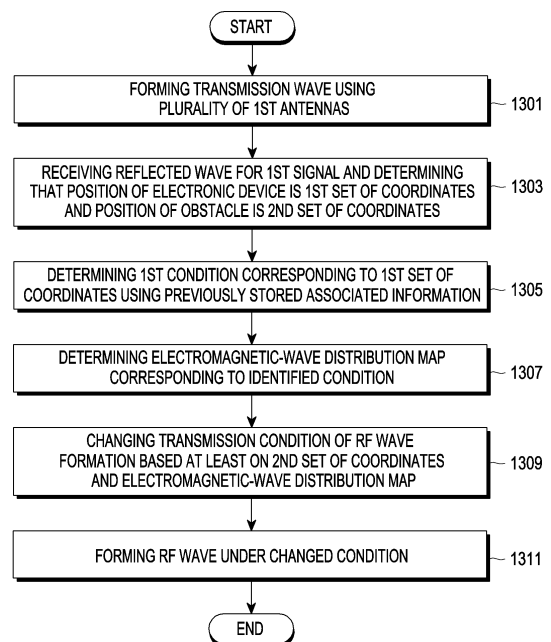 START
FORMING TRANSMISSION WAVE USING
PLURALITY OF 1ST ANTENNAS
1301
RECEIVING REFLECTED WAVE FOR 1ST SIGNAL AND DETERMINING
THAT POSITION OF ELECTRONIC DEVICE IS 1ST SET OF COORDINATES
AND POSITION OF OBSTACLE IS 2ND SET OF COORDINATES
1303
DETERMINING 1ST CONDITION CORRESPONDING TO 1ST SET OF
COORDINATES USING PREVIOUSLY STORED ASSOCIATED INFORMATION
1305
DETERMINING ELECTROMAGNETIC-WAVE DISTRIBUTION MAP
CORRESPONDING TO IDENTIFIED CONDITION
1307
CHANGING TRANSMISSION CONDITION OF RF WAVE
FORMATION BASED AT LEAST ON 2ND SET OF COORDINATES
AND ELECTROMAGNETIC-WAVE DISTRIBUTION MAP
1309
FORMING RF WAVE UNDER CHANGED CONDITION
1311
END